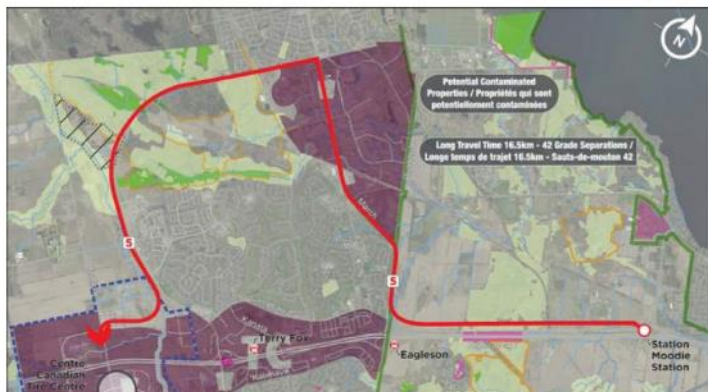 N
Potential Contaminated
Properties / Propriétés qui sont
potentiellement contaminées
Long Travel Time 16.5km - 42 Grade Separations /
Longe temps de trajet 16.5km - Sauts-de-mouton 42
March
5
5
Kanata
Terry Fox
Eagleson
Station
Moodie
Station
Centre
Canadian
Tire Centre